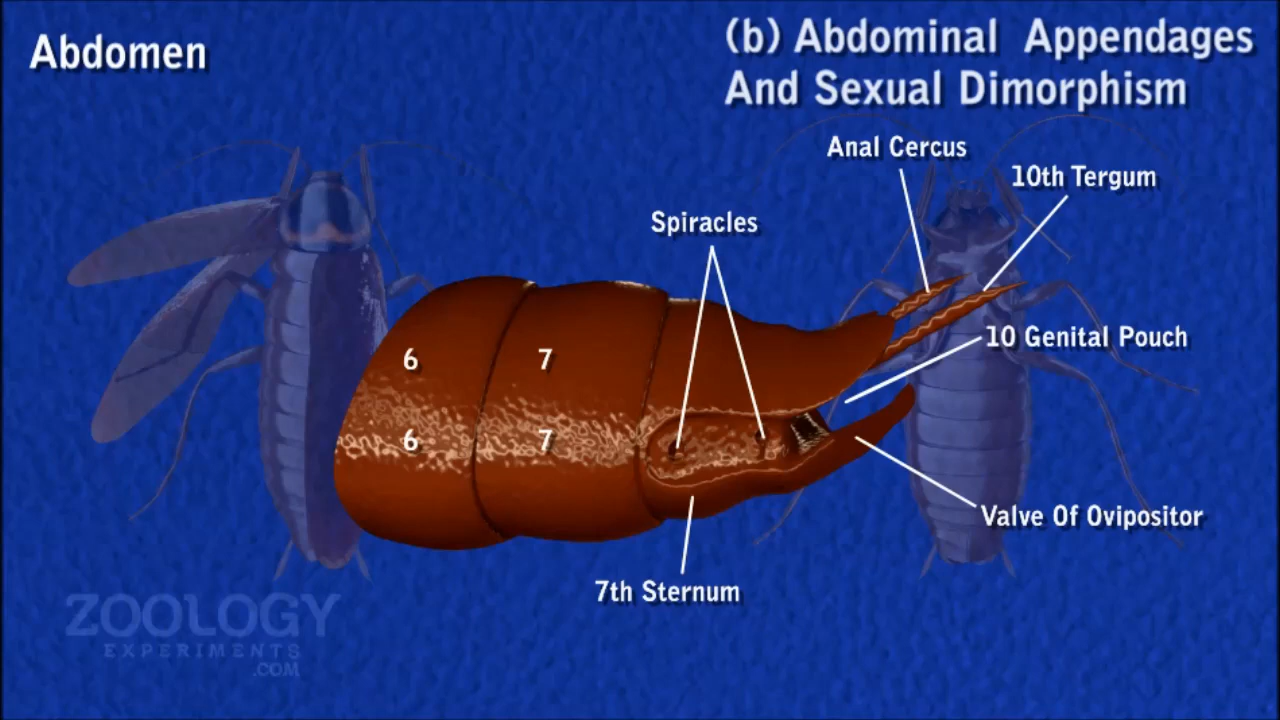 Abdomen
(b) Abdominal Appendages
And Sexual Dimorphism
Anal Cercus
10th Tergum
Spiracles
10 Genital Pouch
6
7
6
7
Valve Of Ovipositor
7th Sternum
ZOOLOGY
EXPERIMENTS
.COM